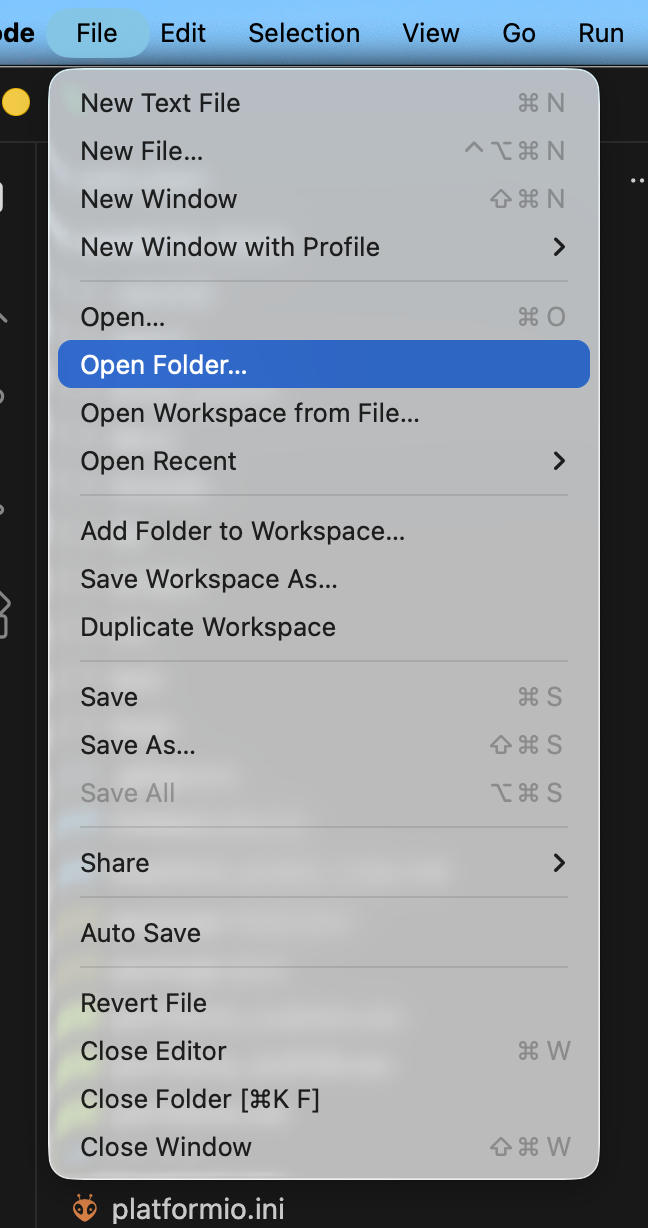 ode File Edit Selection View Go Run
New Text File ⌘ N
New File... ^ ⌥ ⌘ N
New Window ⇧ ⌘ N
New Window with Profile
Open... ⌘ O
Open Folder...
Open Workspace from File...
Open Recent
Add Folder to Workspace...
Save Workspace As...
Duplicate Workspace
Save ⌘ S
Save As... ⇧ ⌘ S
Save All ⌥ ⌘ S
Share
Auto Save
Revert File
Close Editor ⌘ W
Close Folder [⌘K F]
Close Window ⇧ ⌘ W
platformio.ini